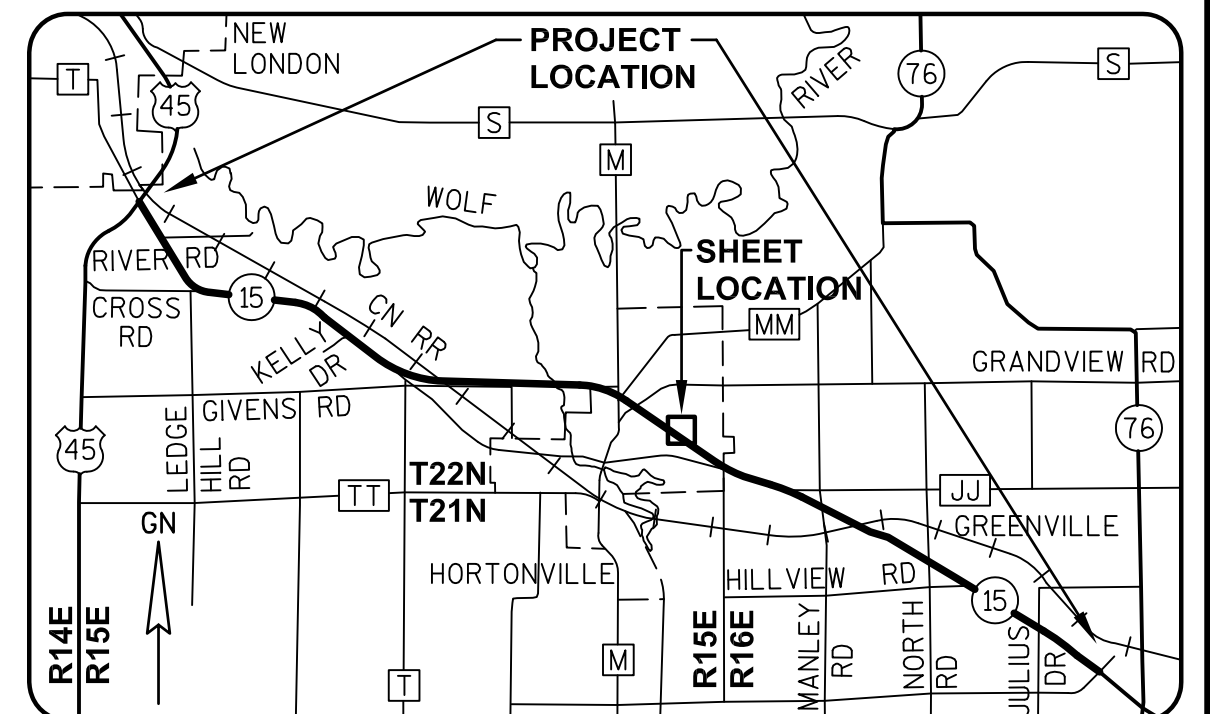 NEW
LONDON
PROJECT
LOCATION
T
45
S
76
S
RIVER
M
WOLF
SHEET
LOCATION
RIVER RD
15
CROSS
RD
CN RR
KELLY
DR
MM
GRANDVIEW RD
GIVENS RD
LEDGE
HILL
RD
45
76
TT
T22N
T21N
JJ
GN
GREENVILLE
HORTONVILLE
HILLVIEW RD
15
R14E
R15E
M
R15E
R16E
MANLEY
RD
NORTH
RD
JULIUS
DR
T